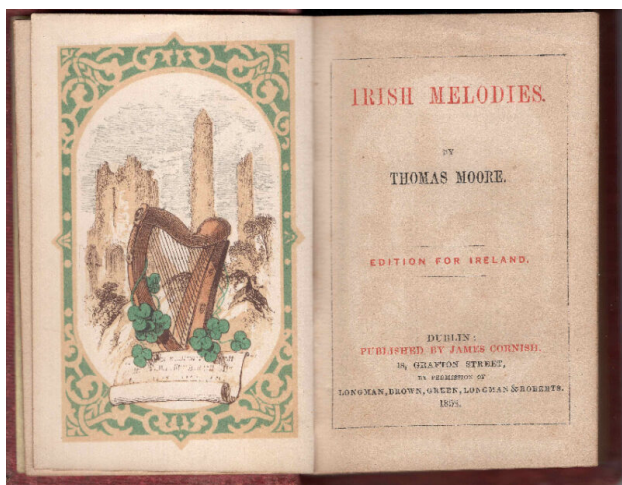 IRISH MELODIES.
BY
THOMAS MOORE.
EDITION FOR IRELAND.
DUBLIN:
PUBLISHED BY JAMES CORNISH.
18, GRAFTON STREET,
BY PERMISSION OF
LONGMAN, BROWN, GREEN, LONGMAN & ROBERTS.